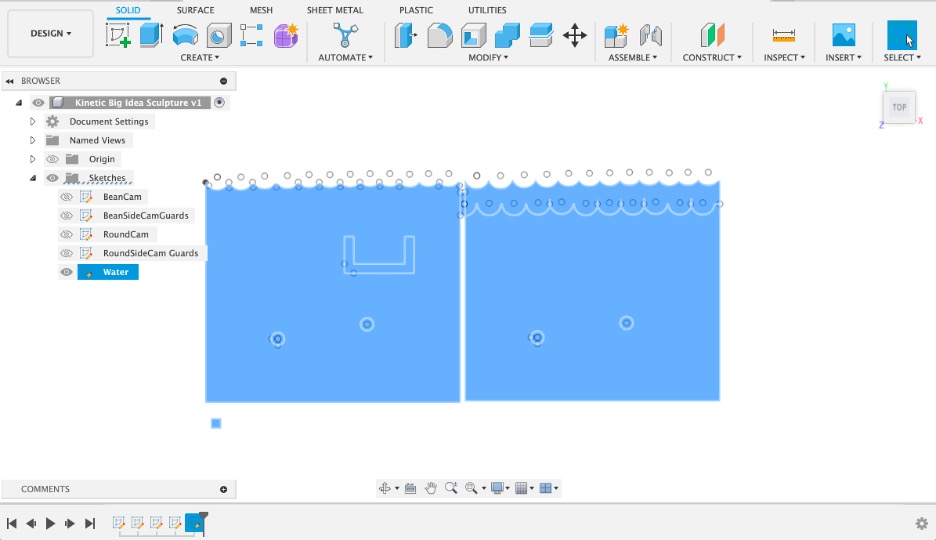 SOLID SURFACE MESH SHEET METAL PLASTIC UTILITIES
DESIGN
CREATE AUTOMATE MODIFY ASSEMBLE CONSTRUCT INSPECT INSERT SELECT
BROWSER
Kinetic Big Idea Sculpture v1
Document Settings
Named Views
Origin
Sketches
BeanCam
BeanSideCamGuards
RoundCam
RoundSideCam Guards
Water
Y
TOP
X
Z
COMMENTS